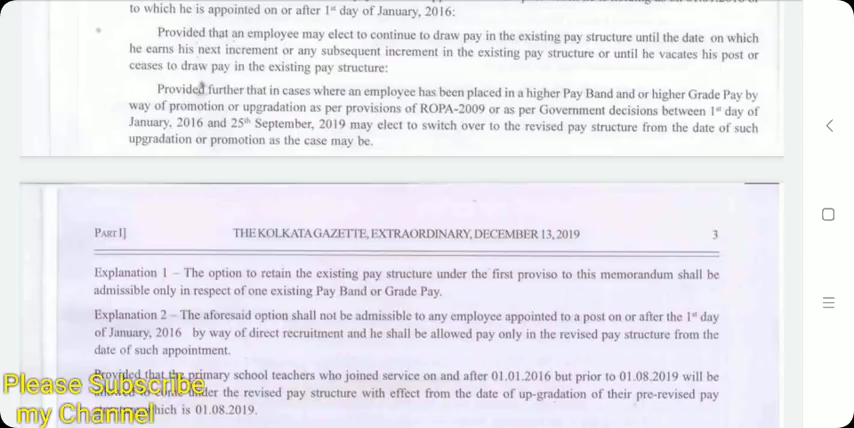 to which he is appointed on or after 1st day of January, 2016:
Provided that an employee may elect to continue to draw pay in the existing pay structure until the date on which
he earns his next increment or any subsequent increment in the existing pay structure or until he vacates his post or
ceases to draw pay in the existing pay structure:
Provided further that in cases where an employee has been placed in a higher Pay Band and or higher Grade Pay by
way of promotion or upgradation as per provisions of ROPA-2009 or as per Government decisions between 1st day of
January, 2016 and 25th September, 2019 may elect to switch over to the revised pay structure from the date of such
upgradation or promotion as the case may be.
PART I] THE KOLKATA GAZETTE, EXTRAORDINARY, DECEMBER 13, 2019 3
Explanation 1 – The option to retain the existing pay structure under the first proviso to this memorandum shall be
admissible only in respect of one existing Pay Band or Grade Pay.
Explanation 2 – The aforesaid option shall not be admissible to any employee appointed to a post on or after the 1st day
of January, 2016 by way of direct recruitment and he shall be allowed pay only in the revised pay structure from the
date of such appointment.
Provided that the primary school teachers who joined service on and after 01.01.2016 but prior to 01.08.2019 will be
under the revised pay structure with effect from the date of up-gradation of their pre-revised pay
which is 01.08.2019.
Please Subscribe
my Channel